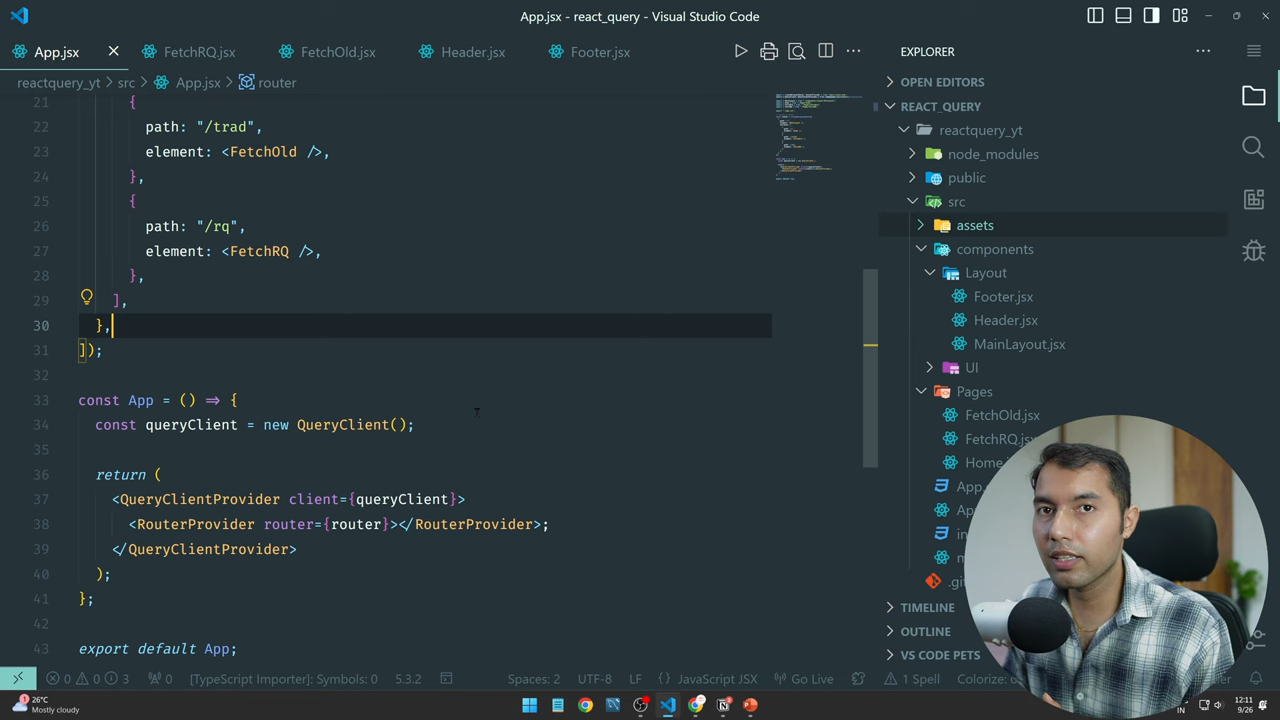 App.jsx - react_query - Visual Studio Code
App.jsx
FetchRQ.jsx
FetchOld.jsx
Header.jsx
Footer.jsx
EXPLORER
reactquery_yt > src > App.jsx > router
21 {
22 path: "/trad",
23 element: <FetchOld />,
24 },
25 {
26 path: "/rq",
27 element: <FetchRQ />,
28 },
29 ],
30 },
31 ]);
32
33 const App = () => {
34 const queryClient = new QueryClient();
35
36 return (
37 <QueryClientProvider client={queryClient}>
38 <RouterProvider router={router}></RouterProvider>;
39 </QueryClientProvider>
40 );
41 };
42
43 export default App;
OPEN EDITORS
REACT_QUERY
reactquery_yt
node_modules
public
src
assets
components
Layout
Footer.jsx
Header.jsx
MainLayout.jsx
UI
Pages
FetchOld.jsx
FetchRQ.jsx
Home
App.
Ap
in
m
.gi
TIMELINE
OUTLINE
VS CODE PETS
0 0 3 0 [TypeScript Importer]: Symbols: 0 5.3.2 Spaces: 2 UTF-8 LF {} JavaScript JSX Go Live 1 Spell Colorize:
26°C
Mostly cloudy
IN
12:11
9/26